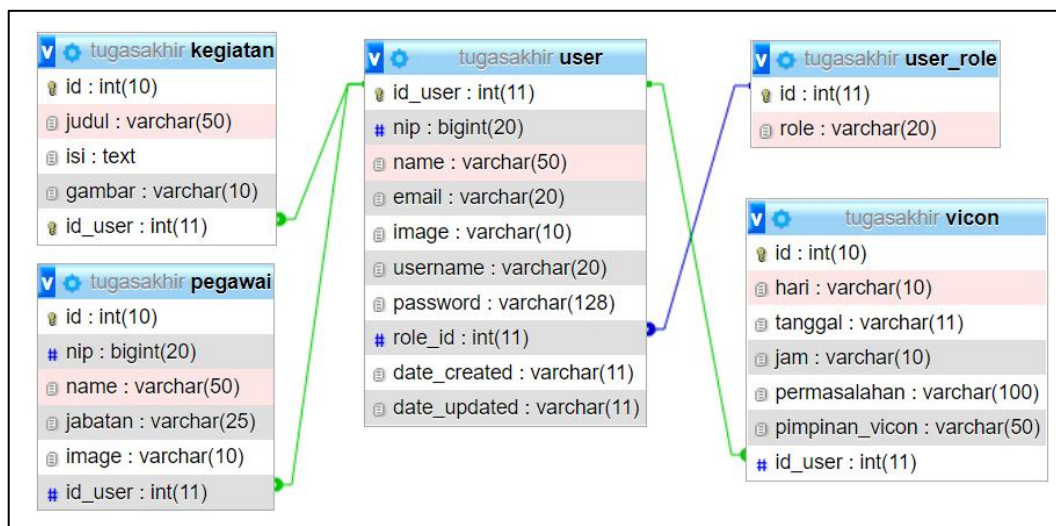 v tugasakhir kegiatan
id : int(10)
judul : varchar(50)
isi : text
gambar : varchar(10)
id_user : int(11)
v tugasakhir pegawai
id : int(10)
# nip : bigint(20)
name : varchar(50)
jabatan : varchar(25)
image : varchar(10)
# id_user : int(11)
v tugasakhir user
id_user : int(11)
# nip : bigint(20)
name : varchar(50)
email : varchar(20)
image : varchar(10)
username : varchar(20)
password : varchar(128)
# role_id : int(11)
date_created : varchar(11)
date_updated : varchar(11)
v tugasakhir user_role
id : int(11)
role : varchar(20)
v tugasakhir vicon
id : int(10)
hari : varchar(10)
tanggal : varchar(11)
jam : varchar(10)
permasalahan : varchar(100)
pimpinan_vicon : varchar(50)
# id_user : int(11)